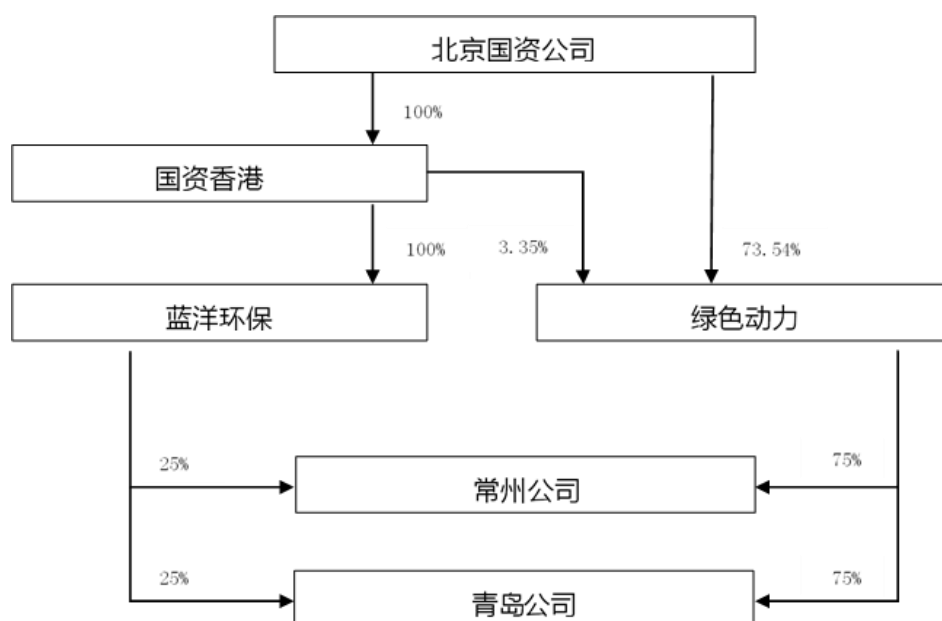 北京国资公司
100%
国资香港
100%
3.35%
73.54%
蓝洋环保
绿色动力
25%
75%
常州公司
25%
75%
青岛公司